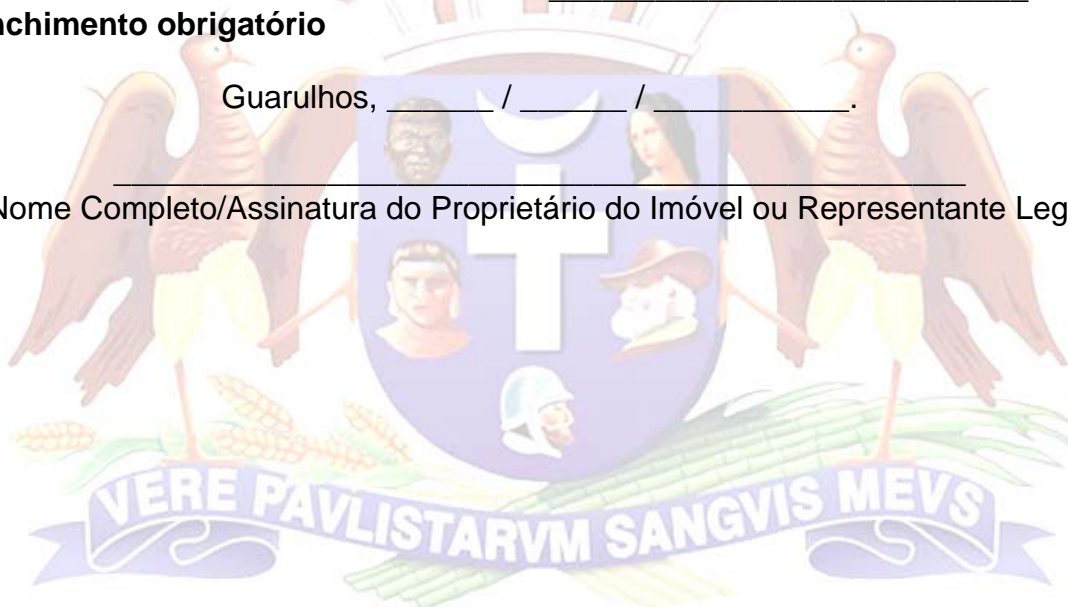 nchimento obrigatório
Guarulhos, ______ / ______ / ___________.
Nome Completo/Assinatura do Proprietário do Imóvel ou Representante Leg
VERE PAVLISTARVM SANGVIS MEVS